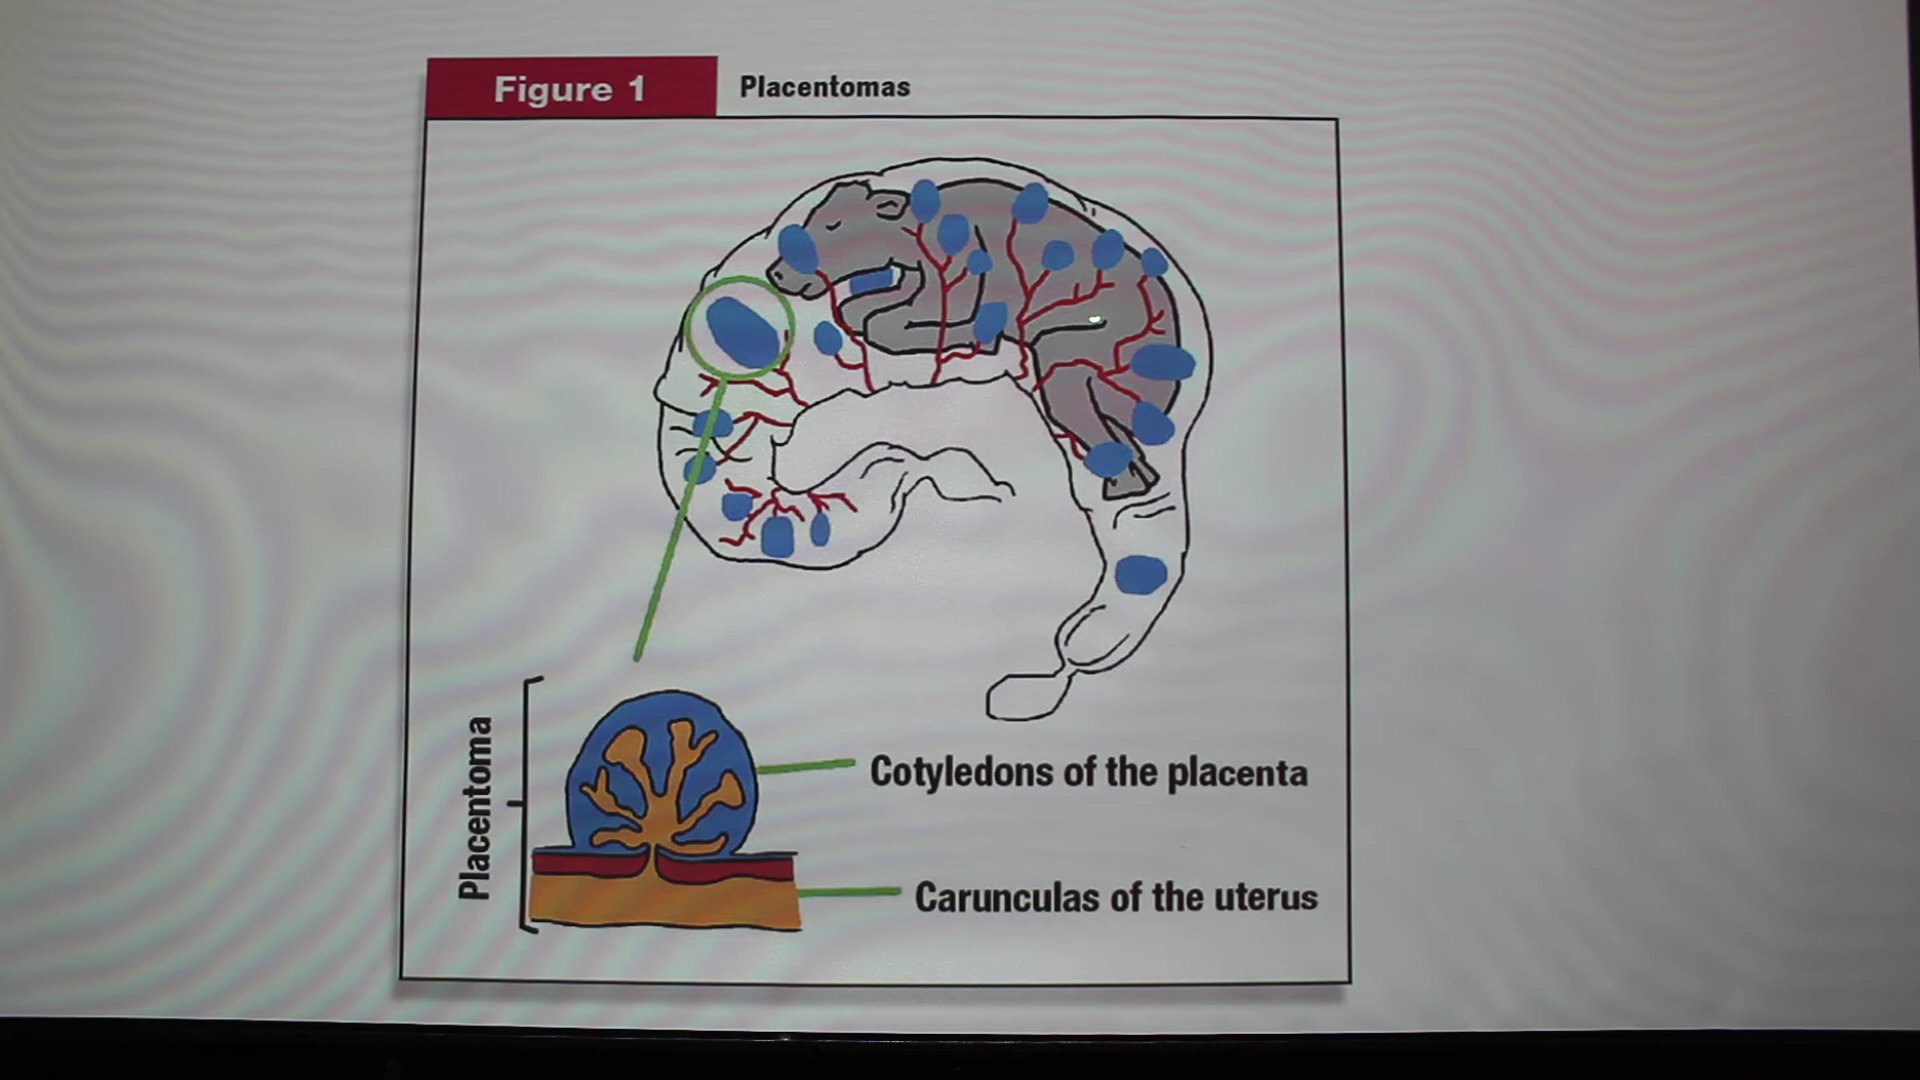 Figure 1
Placentomas
Placentoma
Cotyledons of the placenta
Carunculas of the uterus